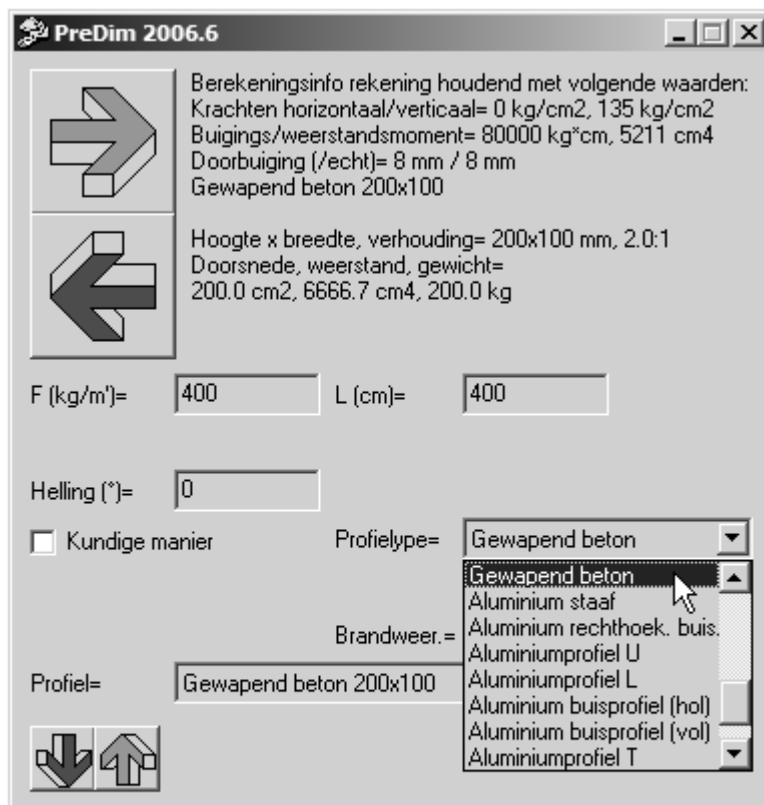 PreDim 2006.6
Berekeningsinfo rekening houdend met volgende waarden:
Krachten horizontaal/verticaal= 0 kg/cm2, 135 kg/cm2
Buigings/weerstandsmoment= 80000 kg*cm, 5211 cm4
Doorbuiging (/echt)= 8 mm / 8 mm
Gewapend beton 200x100
Hoogte x breedte, verhouding= 200x100 mm, 2.0:1
Doorsnede, weerstand, gewicht=
200.0 cm2, 6666.7 cm4, 200.0 kg
F (kg/m')= 400 L (cm)= 400
Helling (°)= 0
Kundige manier Profielype= Gewapend beton
Gewapend beton
Aluminium staaf
Aluminium rechthoek. buis.
Aluminiumprofiel U
Brandweer.=
Aluminiumprofiel L
Profiel= Gewapend beton 200x100
Aluminium buisprofiel (hol)
Aluminium buisprofiel (vol)
Aluminiumprofiel T